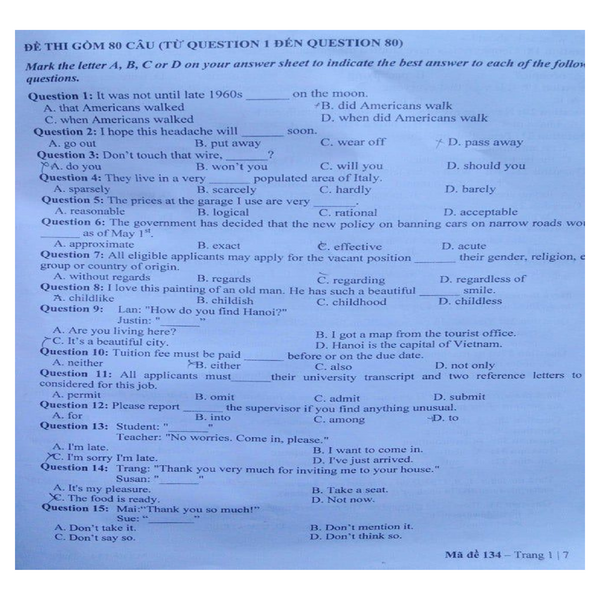 ĐỀ THI GỒM 80 CÂU (TỪ QUESTION 1 ĐẾN QUESTION 80)
Mark the letter A, B, C or D on your answer sheet to indicate the best answer to each of the
questions.
Question 1: It was not until late 1960s _______ on the moon.
A. that Americans walked B. did Americans walk
C. when Americans walked D. when did Americans walk
Question 2: I hope this headache will _______ soon.
A. go out B. put away C. wear off D. pass away
Question 3: Don't touch that wire, _______?
A. do you B. won't you C. will you D. should you
Question 4: They live in a very _______ populated area of Italy.
A. sparsely B. scarcely C. hardly D. barely
Question 5: The prices at the garage I use are very _______.
A. reasonable B. logical C. rational D. acceptable
Question 6: The government has decided that the new policy on banning cars on narrow roads
_______ as of May 1st.
A. approximate B. exact C. effective D. acute
Question 7: All eligible applicants may apply for the vacant position _______ their gender, religion,
group or country of origin.
A. without regards B. regards C. regarding D. regardless of
Question 8: I love this painting of an old man. He has such a beautiful _______ smile.
A. childlike B. childish C. childhood D. childless
Question 9: Lan: "How do you find Hanoi?"
Justin: "_______"
A. Are you living here? B. I got a map from the tourist office.
C. It's a beautiful city. D. Hanoi is the capital of Vietnam.
Question 10: Tuition fee must be paid _______ before or on the due date.
A. neither B. either C. also D. not only
Question 11: All applicants must_______their university transcript and two reference letters to
considered for this job.
A. permit B. omit C. admit D. submit
Question 12: Please report _______ the supervisor if you find anything unusual.
A. for B. into C. among D. to
Question 13: Student: "_______"
Teacher: "No worries. Come in, please."
A. I'm late. B. I want to come in.
C. I'm sorry I'm late. D. I've just arrived.
Question 14: Trang: "Thank you very much for inviting me to your house."
Susan: "_______"
A. It's my pleasure. B. Take a seat.
C. The food is ready. D. Not now.
Question 15: Mai:"Thank you so much!"
Sue: "_______"
A. Don't take it. B. Don't mention it.
C. Don't say so. D. Don't think so.
Mã đề 134 – Trang 1 | 7